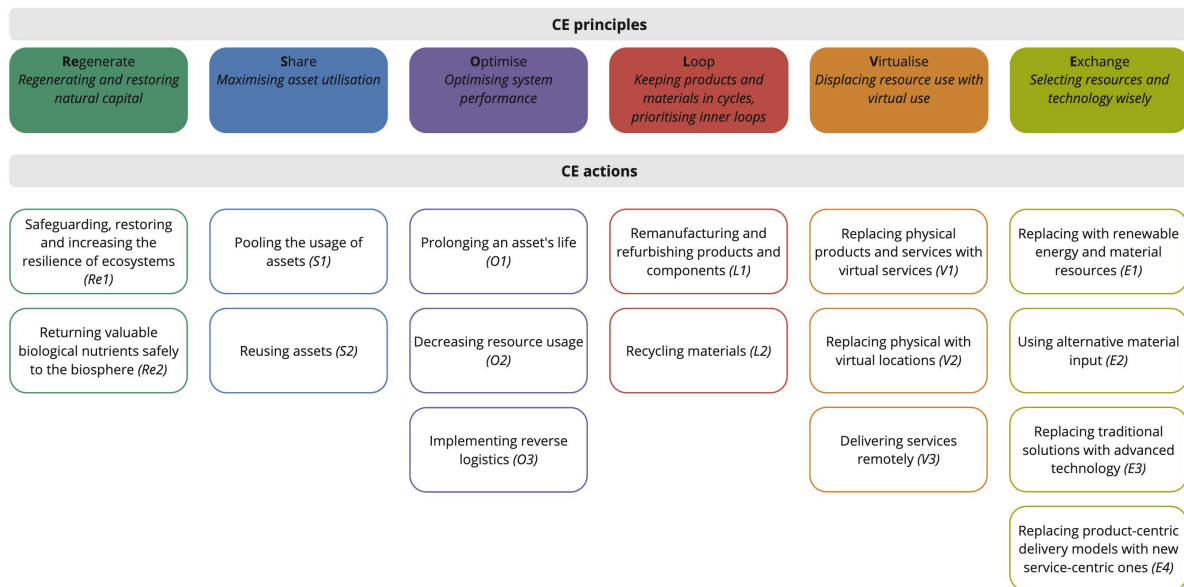 CE principles
Regenerate
Regenerating and restoring
natural capital
Share
Maximising asset utilisation
Optimise
Optimising system
performance
Loop
Keeping products and
materials in cycles,
prioritising inner loops
Virtualise
Displacing resource use with
virtual use
Exchange
Selecting resources and
technology wisely
CE actions
Safeguarding, restoring
and increasing the
resilience of ecosystems
(Re1)
Pooling the usage of
assets (S1)
Prolonging an asset's life
(O1)
Remanufacturing and
refurbishing products and
components (L1)
Replacing physical
products and services with
virtual services (V1)
Replacing with renewable
energy and material
resources (E1)
Returning valuable
biological nutrients safely
to the biosphere (Re2)
Reusing assets (S2)
Decreasing resource usage
(O2)
Recycling materials (L2)
Replacing physical with
virtual locations (V2)
Using alternative material
input (E2)
Implementing reverse
logistics (O3)
Delivering services
remotely (V3)
Replacing traditional
solutions with advanced
technology (E3)
Replacing product-centric
delivery models with new
service-centric ones (E4)